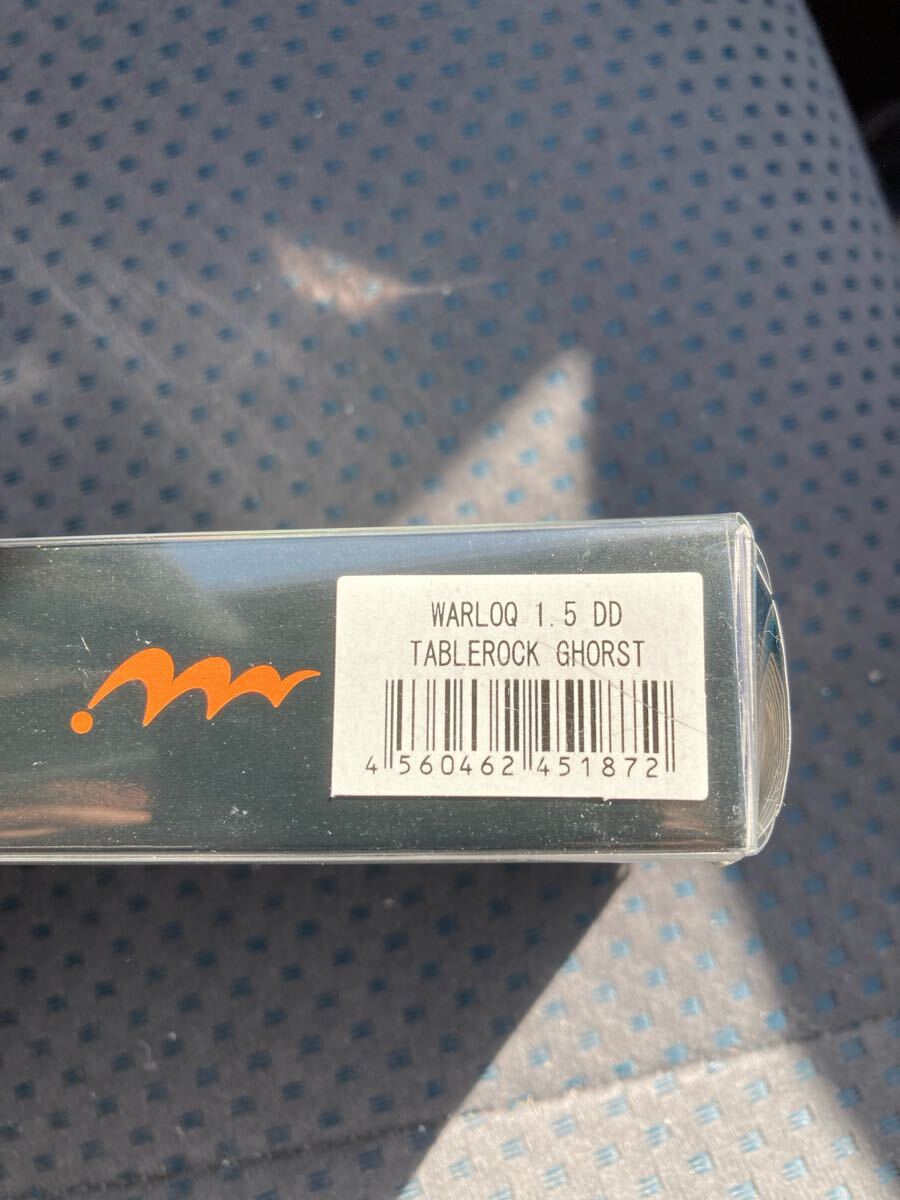 WARLOQ 1.5 DD
TABLEROCK GHORST
4 560462 451872